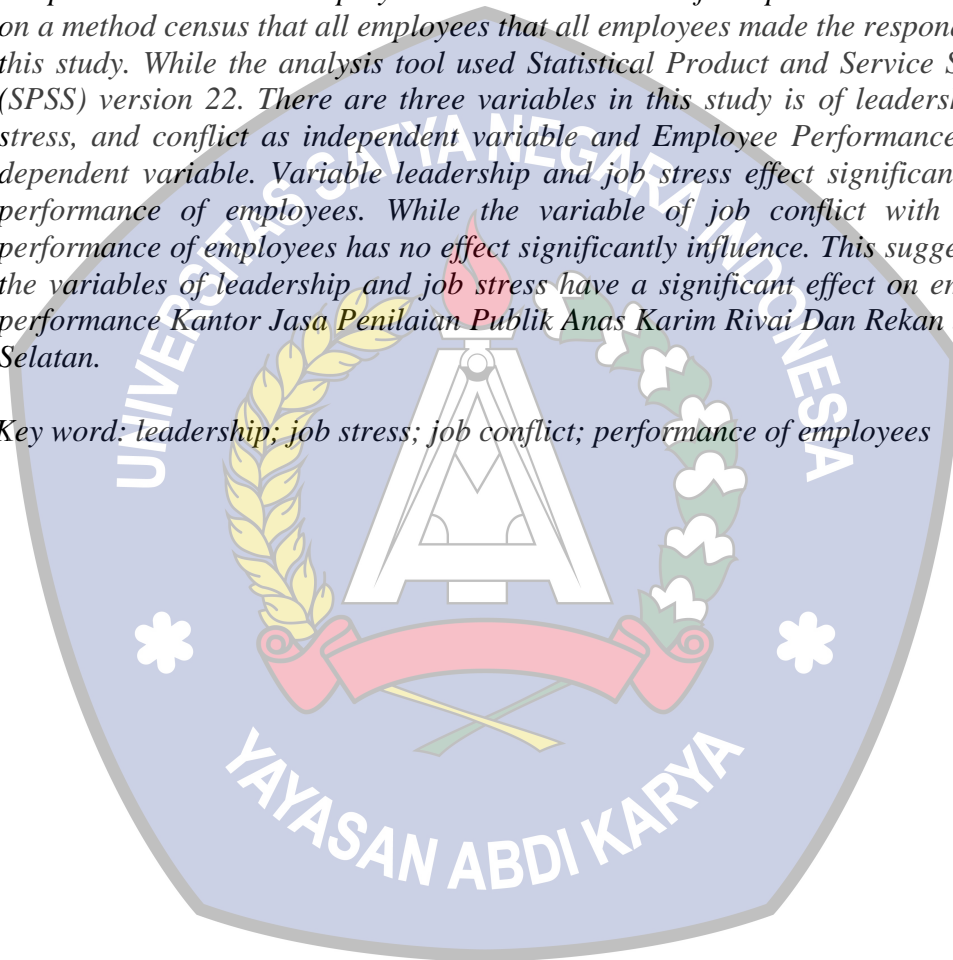 on a method census that all employees that all employees made the respon
this study. While the analysis tool used Statistical Product and Service S
(SPSS) version 22. There are three variables in this study is of leadersh
stress, and conflict as independent variable and Employee Performance
dependent variable. Variable leadership and job stress effect significan
performance of employees. While the variable of job conflict with
performance of employees has no effect significantly influence. This sugge
the variables of leadership and job stress have a significant effect on e
performance Kantor Jasa Penilaian Publik Anas Karim Rivai Dan Rekan
Selatan.
Key word: leadership; job stress; job conflict; performance of employees
UNIVERSITAS SATYA NEGARA INDONESIA
YAYASAN ABDI KARYA